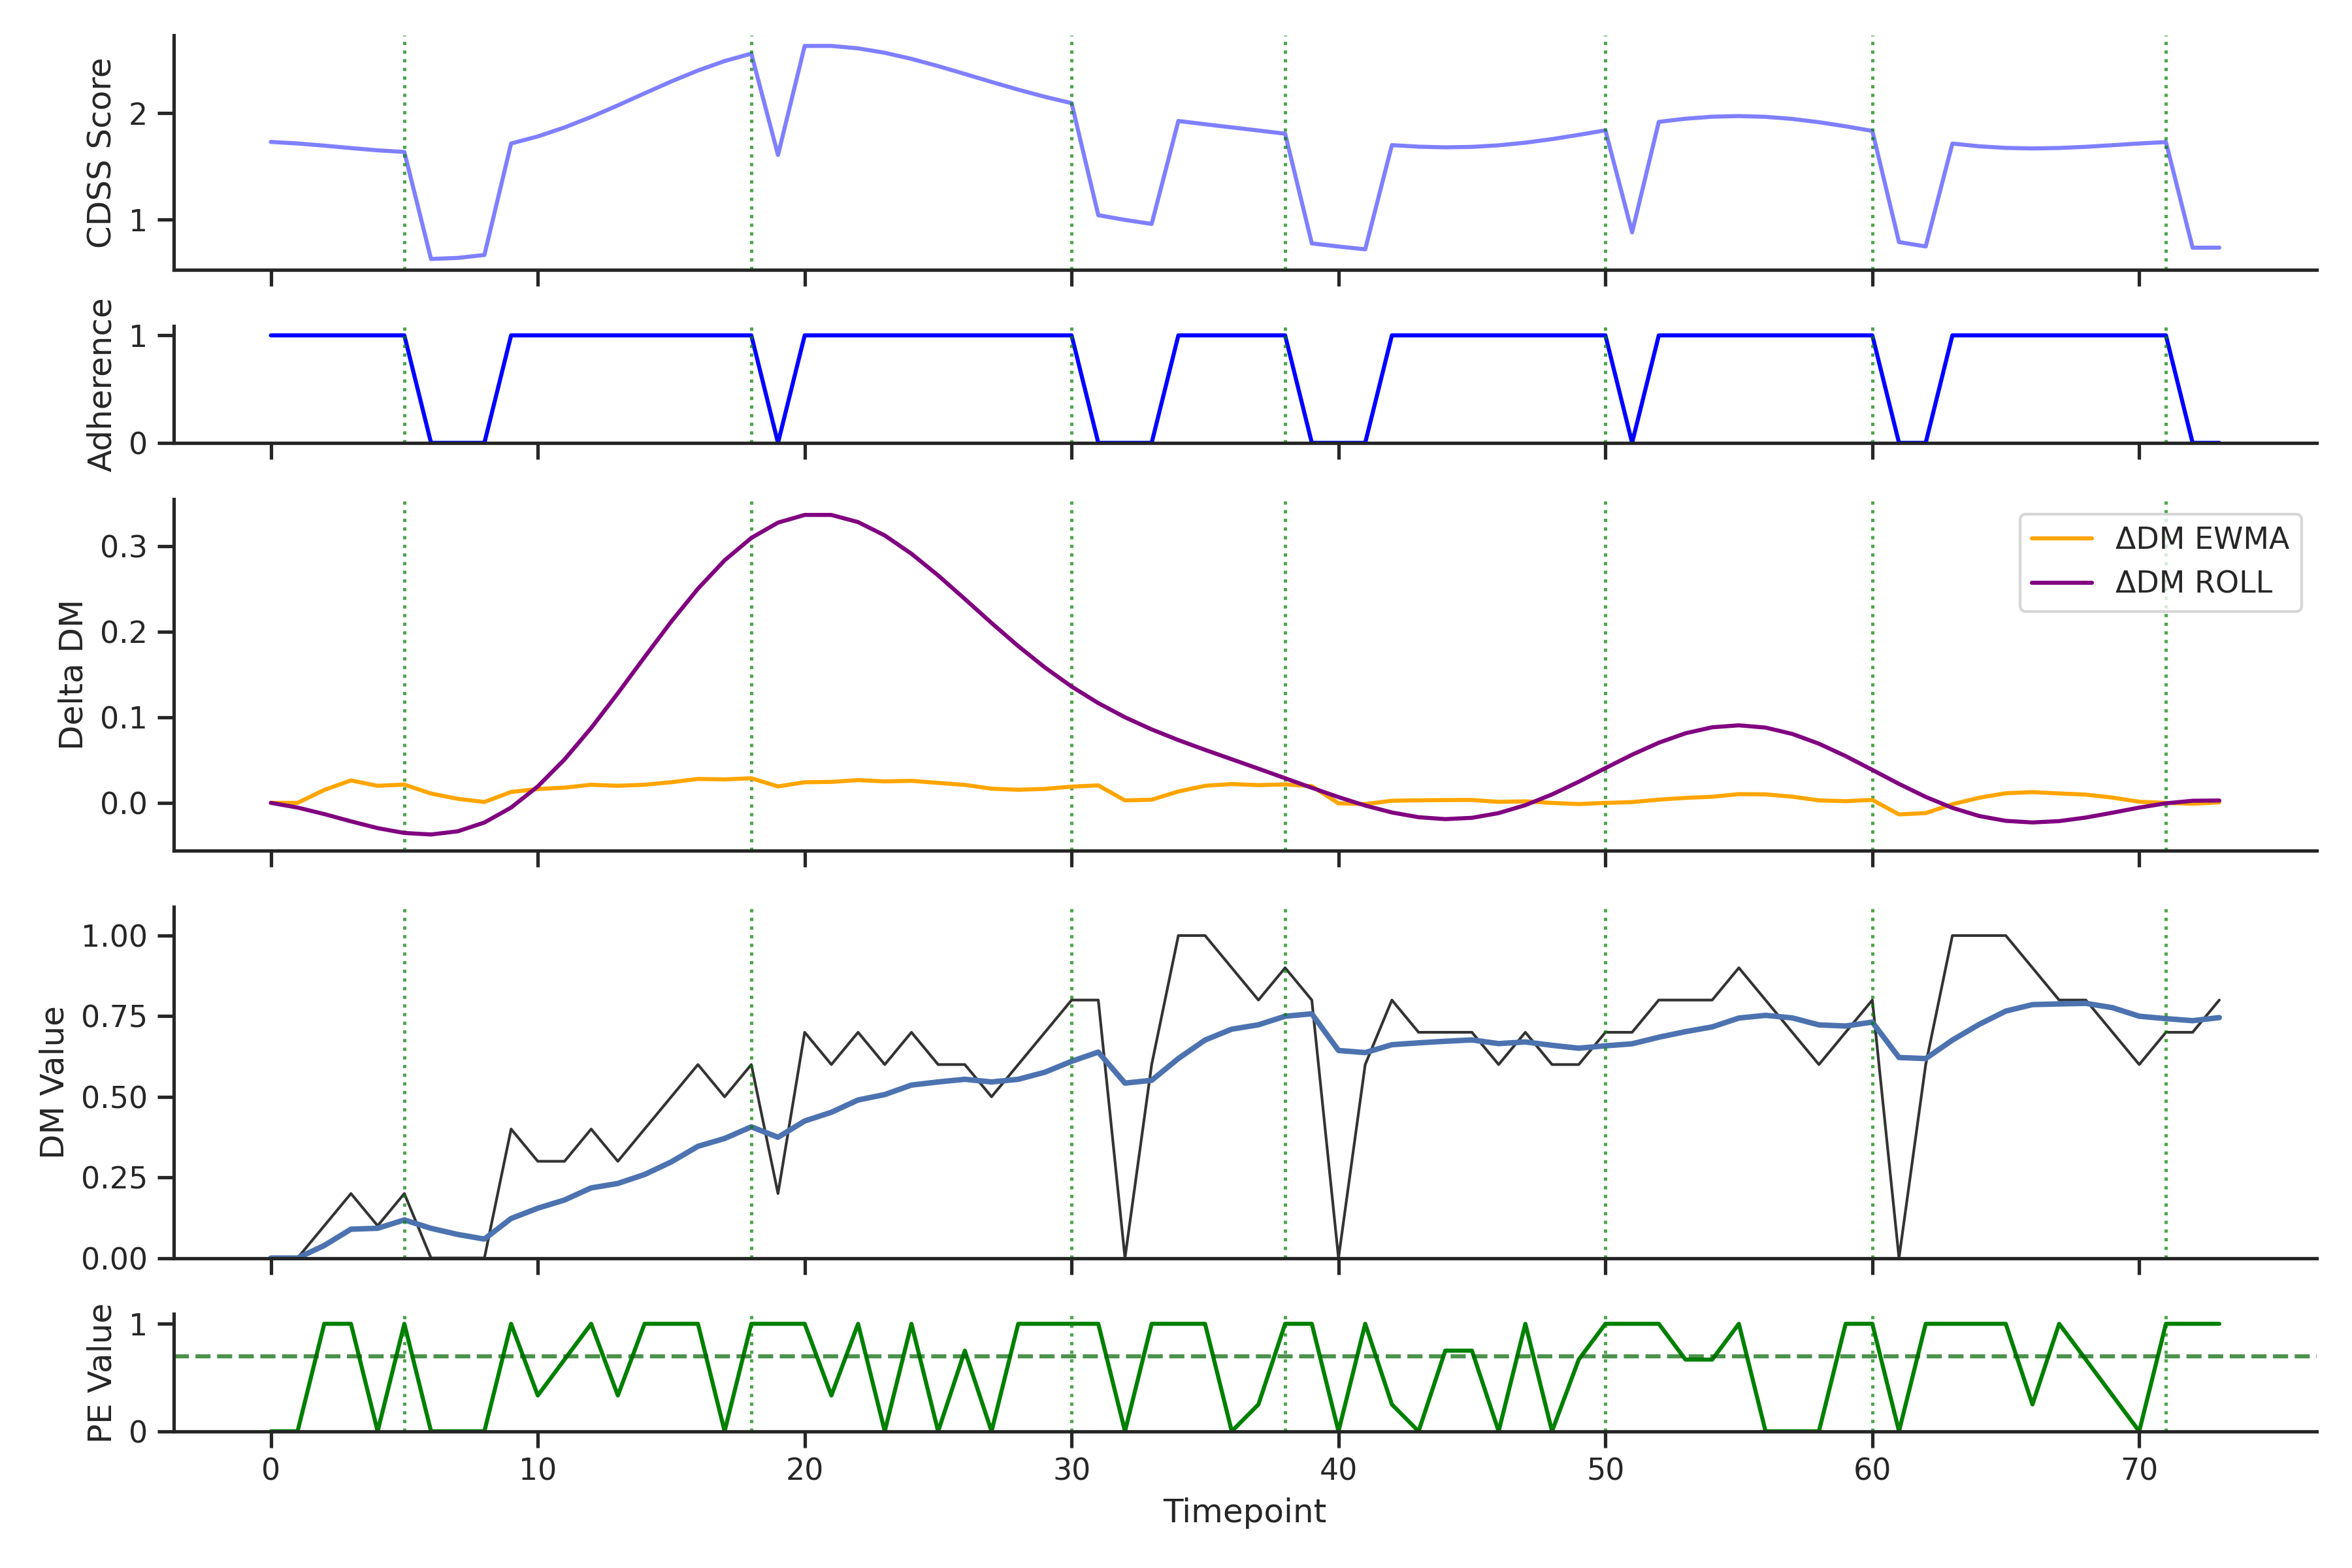 CDSS Score
2
1
Adherence
1
0
Delta DM
0.3
0.2
0.1
0.0
ΔDM EWMA
ΔDM ROLL
DM Value
1.00
0.75
0.50
0.25
0.00
PE Value
1
0
0 10 20 30 40 50 60 70
Timepoint